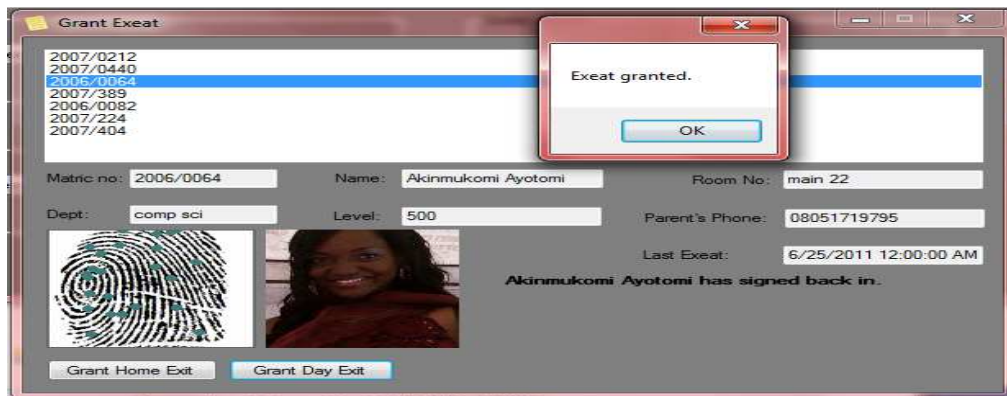 Grant Exeat
2007/0212
2007/0440
2006/0064
2007/389
2006/0082
2007/224
2007/404
Exeat granted.
OK
Matric no: 2006/0064 Name: Akinmukomi Ayotomi Room No: main 22
Dept: comp sci Level: 500 Parent's Phone: 08051719795
Last Exeat: 6/25/2011 12:00:00 AM
Akinmukomi Ayotomi has signed back in.
Grant Home Exit Grant Day Exit